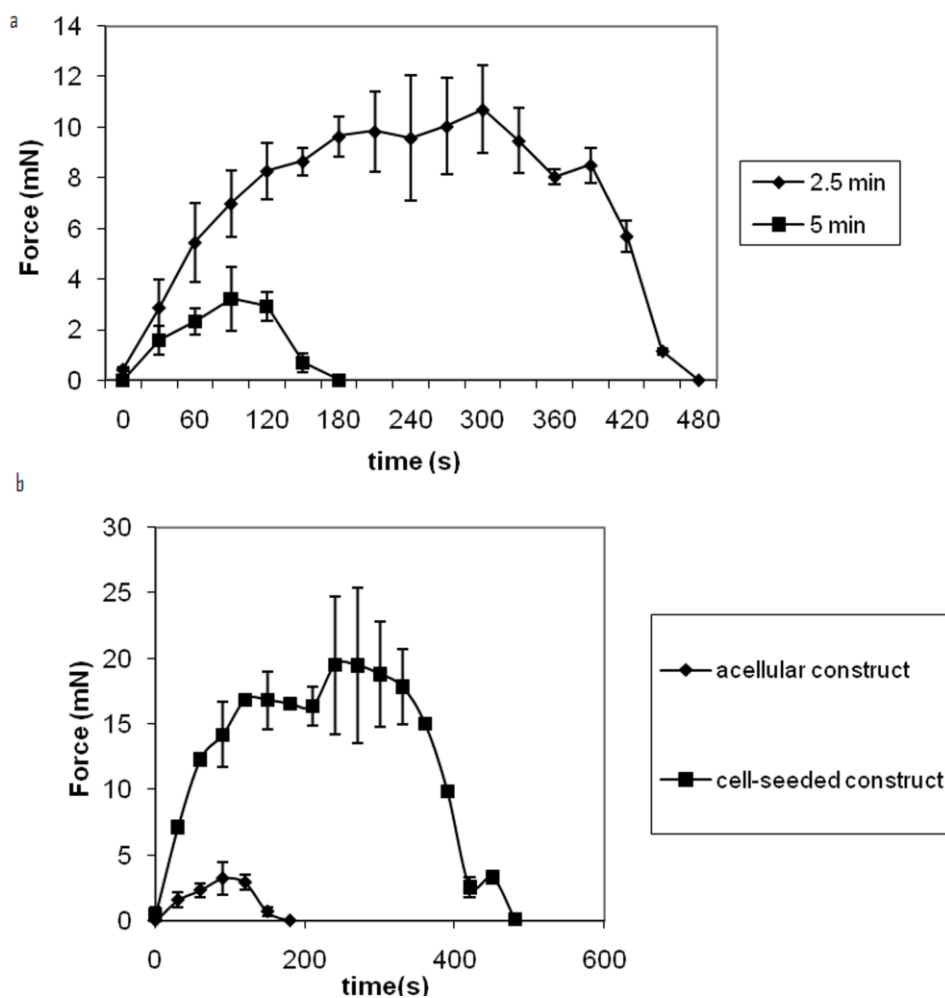 a
14
12
10
8
6
4
2
0
Force (mN)
0 60 120 180 240 300 360 420 480
time (s)
2.5 min
5 min
b
30
25
20
15
10
5
0
Force (mN)
0 200 400 600
time(s)
acellular construct
cell-seeded construct